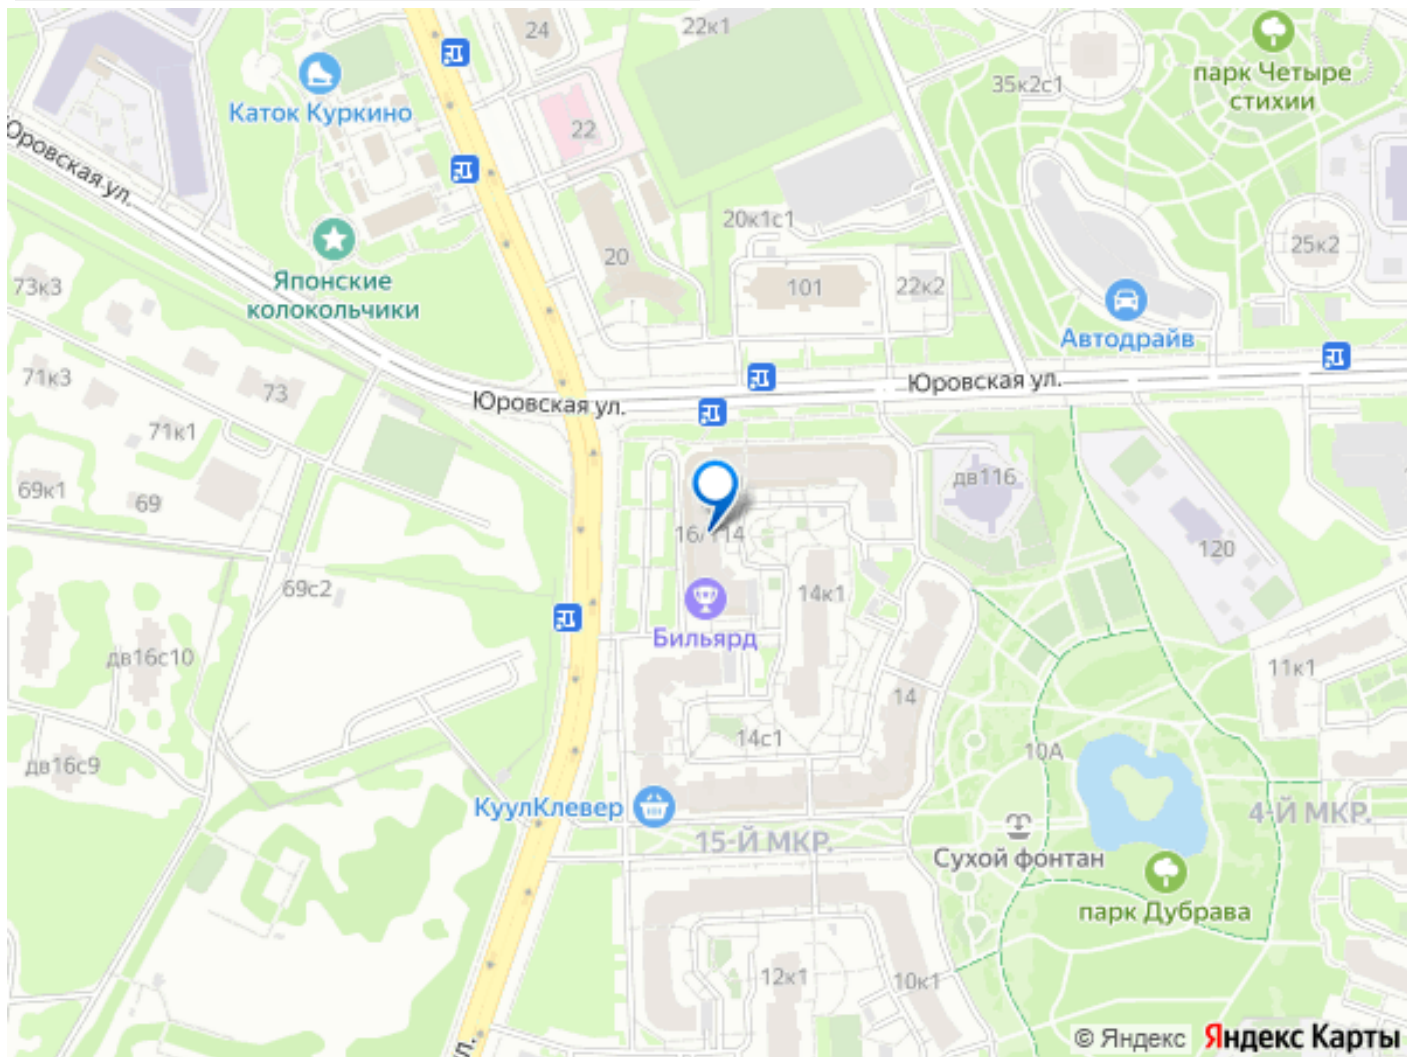 24
22к1
парк Четыре
стихии
35к2с1
Каток Куркино
22
Юровская ул.
20к1с1
25к2
20
Японские
колокольчики
73к3
101
22к2
Автодрайв
71к3
73
Юровская ул.
Юровская ул.
71к1
69к1
69
дв116
16/114
120
69с2
14к1
Бильярд
дв16с10
11к1
14
14с1
10А
дв16с9
КуулКлевер
4-Й МКР.
15-Й МКР.
Сухой фонтан
парк Дубрава
12к1
10к1
ул.
© Яндекс Яндекс Карты